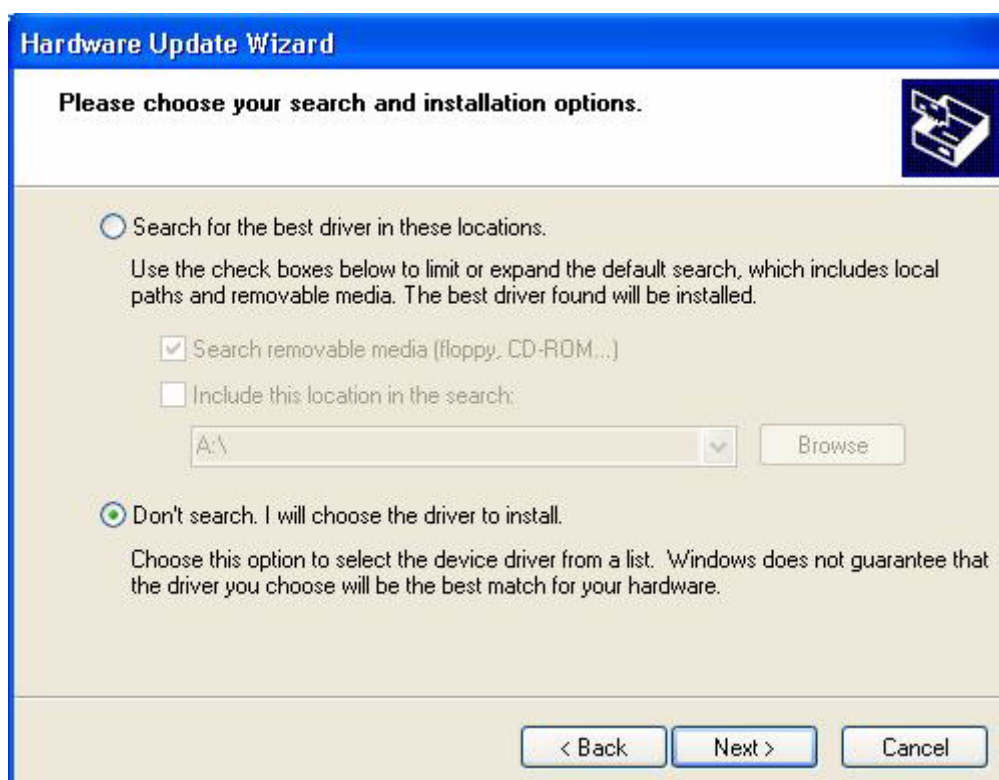 Hardware Update Wizard
Please choose your search and installation options.
Search for the best driver in these locations.
Use the check boxes below to limit or expand the default search, which includes local
paths and removable media. The best driver found will be installed.
Search removable media (floppy, CD-ROM...)
Include this location in the search:
A:\
Browse
Don't search. I will choose the driver to install.
Choose this option to select the device driver from a list.  Windows does not guarantee that
the driver you choose will be the best match for your hardware.
< Back
Next >
Cancel